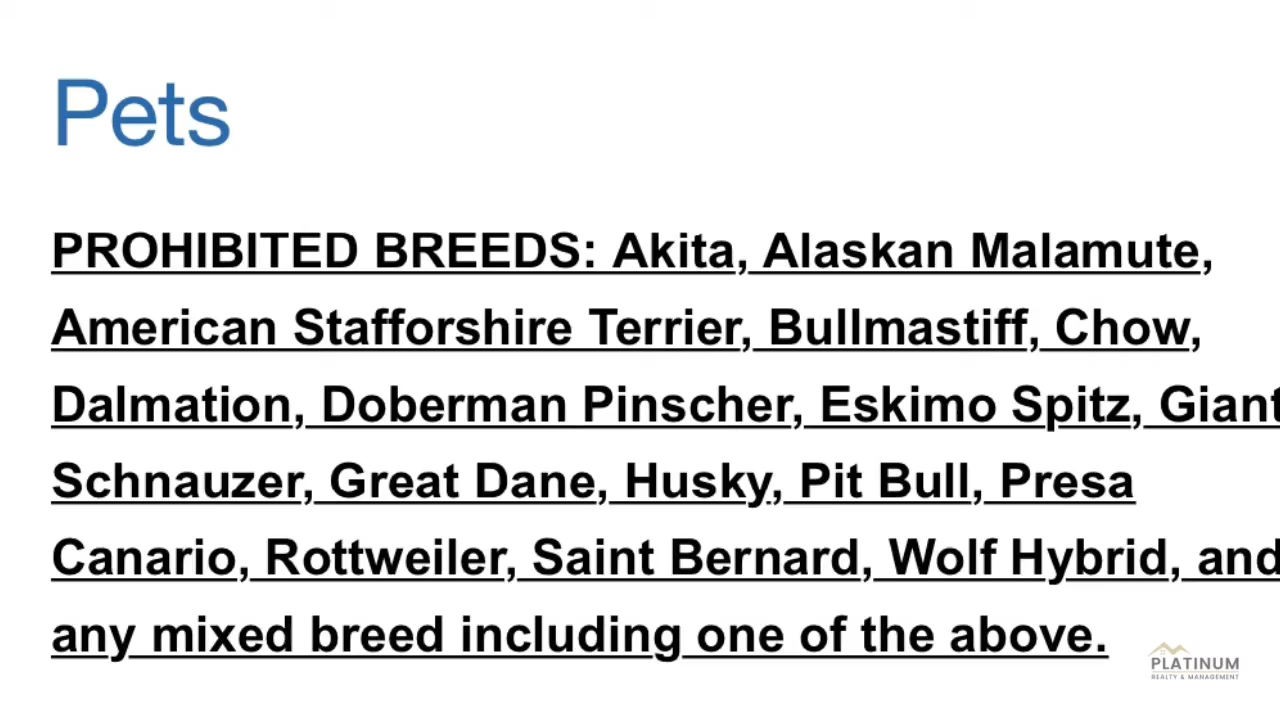 Pets
PROHIBITED BREEDS: Akita, Alaskan Malamute,
American Stafforshire Terrier, Bullmastiff, Chow,
Dalmation, Doberman Pinscher, Eskimo Spitz, Giant
Schnauzer, Great Dane, Husky, Pit Bull, Presa
Canario, Rottweiler, Saint Bernard, Wolf Hybrid, and
any mixed breed including one of the above.
PLATINUM
REALTY & MANAGEMENT